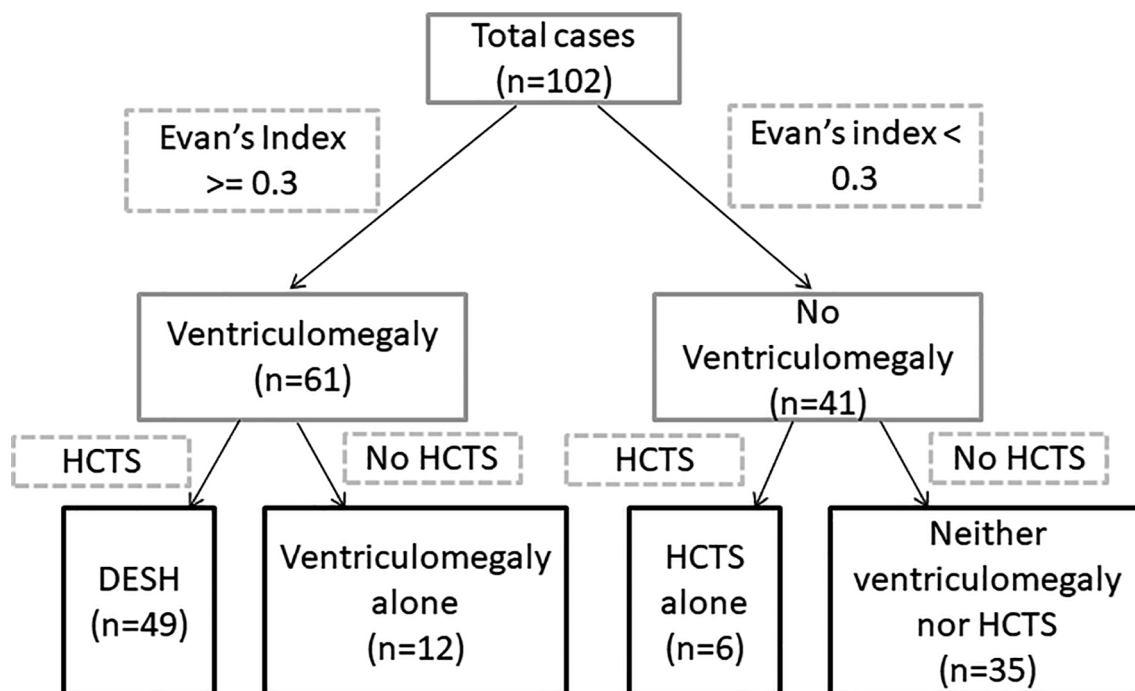 Total cases
(n=102)
Evan's Index
>= 0.3
Evan's index <
0.3
Ventriculomegaly
(n=61)
No
Ventriculomegaly
(n=41)
HCTS
No HCTS
HCTS
No HCTS
DESH
(n=49)
Ventriculomegaly
alone
(n=12)
HCTS
alone
(n=6)
Neither
ventriculomegaly
nor HCTS
(n=35)